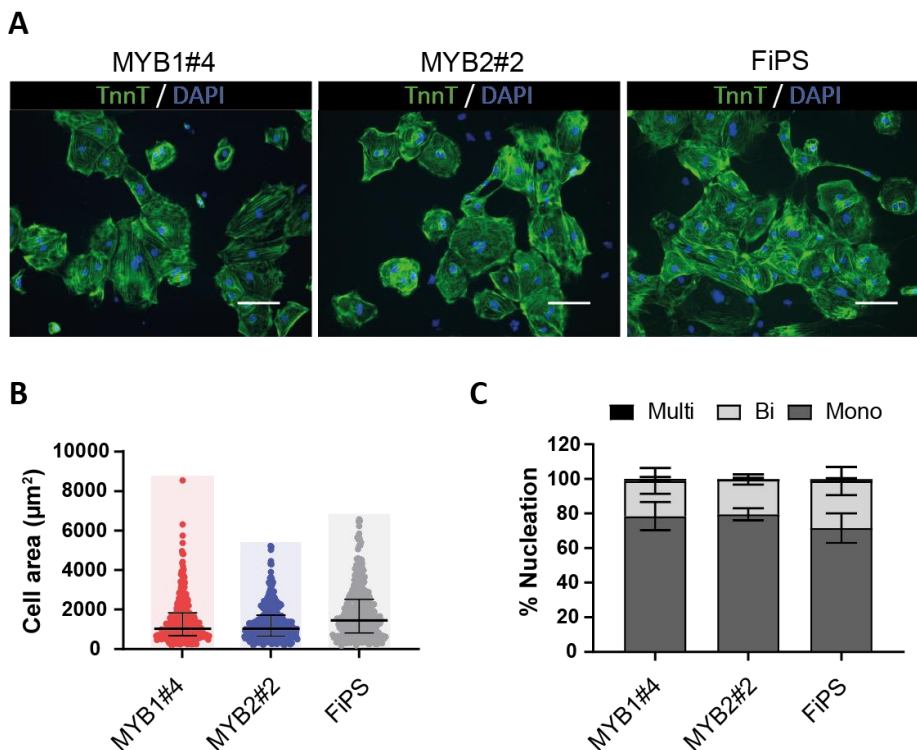 A
MYB1#4 MYB2#2 FiPS
TnnT / DAPI TnnT / DAPI TnnT / DAPI
B
Cell area (µm²)
10000
8000
6000
4000
2000
0
MYB1#4 MYB2#2 FiPS
C
Multi Bi Mono
% Nucleation
120
100
80
60
40
20
0
MYB1#4 MYB2#2 FiPS